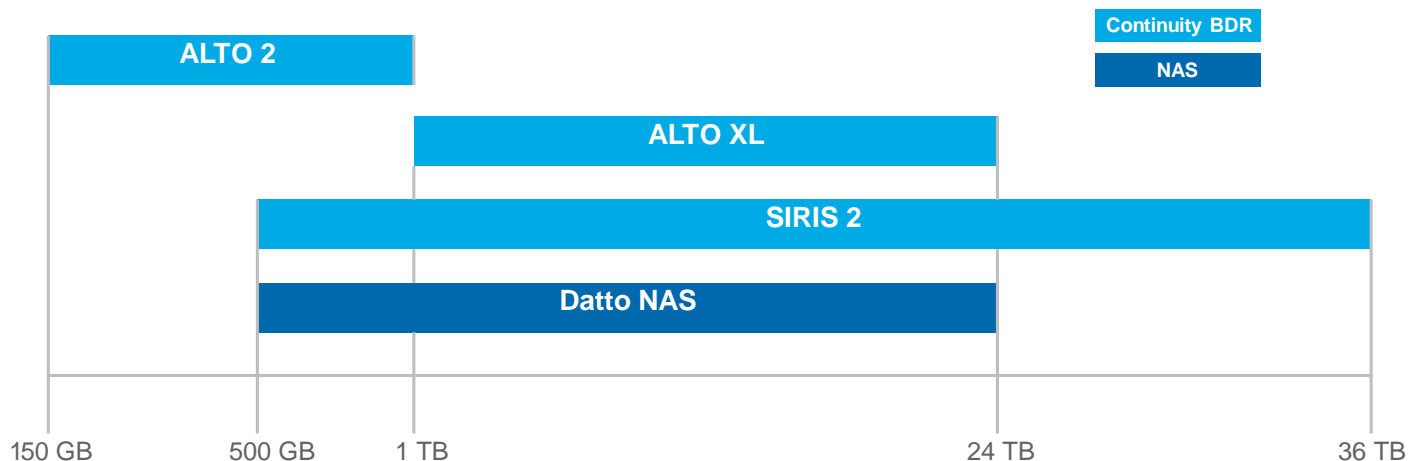 Continuity BDR
NAS
ALTO 2
ALTO XL
SIRIS 2
Datto NAS
150 GB
500 GB
1 TB
24 TB
36 TB